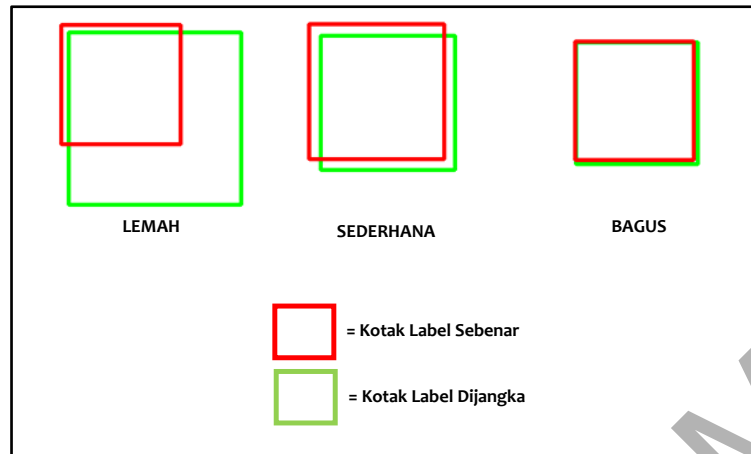 LEMAH
SEDERHANA
BAGUS
= Kotak Label Sebenar
= Kotak Label Dijangka